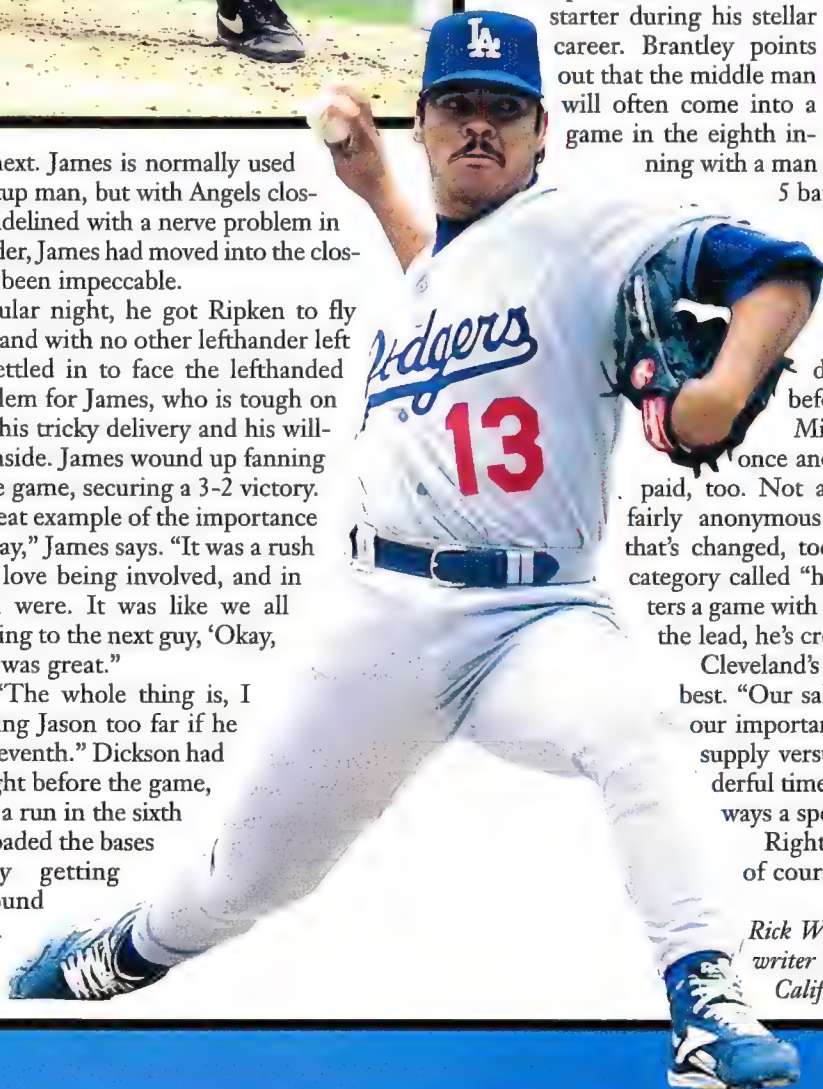 next. James is normally used
up man, but with Angels clos-
delined with a nerve problem in
der, James had moved into the clos-
been impeccable.
ular night, he got Ripken to fly
and with no other lefthander left
ettled in to face the lefthanded
lem for James, who is tough on
his tricky delivery and his will-
nside. James wound up fanning
e game, securing a 3-2 victory.
eat example of the importance
ay,” James says. “It was a rush
love being involved, and in
were. It was like we all
ing to the next guy, ‘Okay,
was great.”
“The whole thing is, I
ing Jason too far if he
eventh.” Dickson had
ght before the game,
a run in the sixth
oaded the bases
y getting
und
LA
Dodgers
13
starter during his stellar
career. Brantley points
out that the middle man
will often come into a
game in the eighth in-
ning with a man
5 ba
d
befo
Mi
once an
paid, too. Not a
fairly anonymous
that’s changed, too
category called “h
ters a game with
the lead, he’s cre
Cleveland’s
best. “Our sa
our importan
supply vers
derful time
ways a spe
Right
of cour
Rick W
writer
Calif